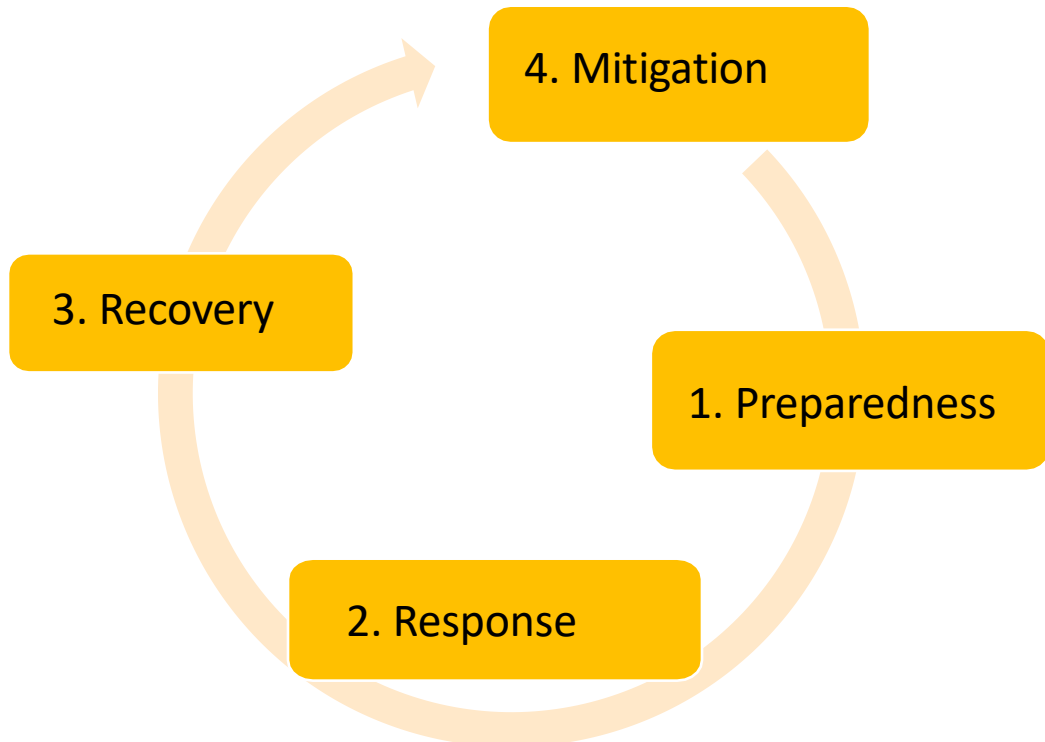 4. Mitigation
3. Recovery
1. Preparedness
2. Response